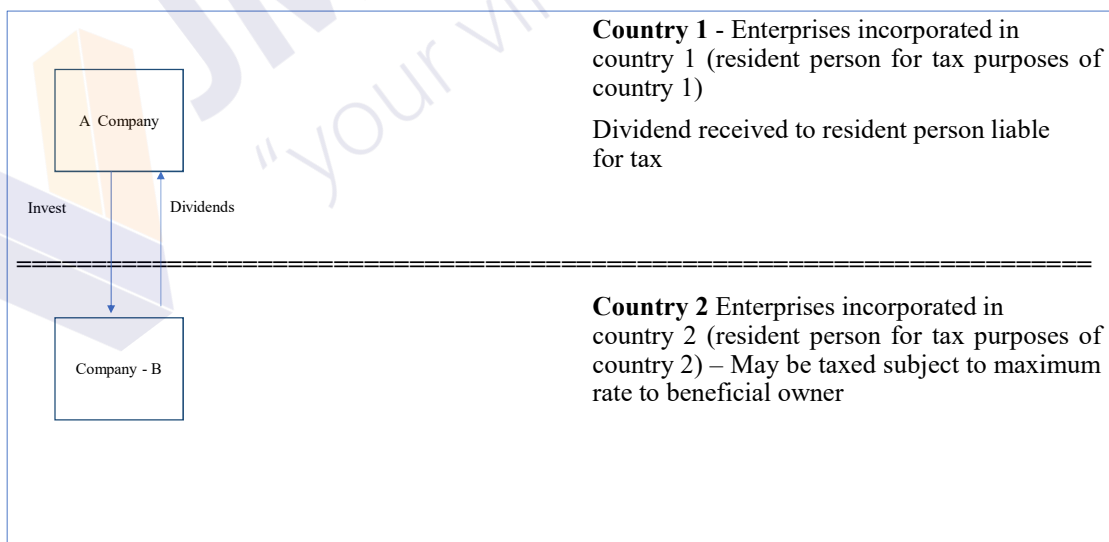 Country 1 - Enterprises incorporated in
country 1 (resident person for tax purposes of
country 1)
Dividend received to resident person liable
for tax
A Company
Invest
Dividends
Country 2 Enterprises incorporated in
country 2 (resident person for tax purposes of
country 2) – May be taxed subject to maximum
rate to beneficial owner
Company - B
"your